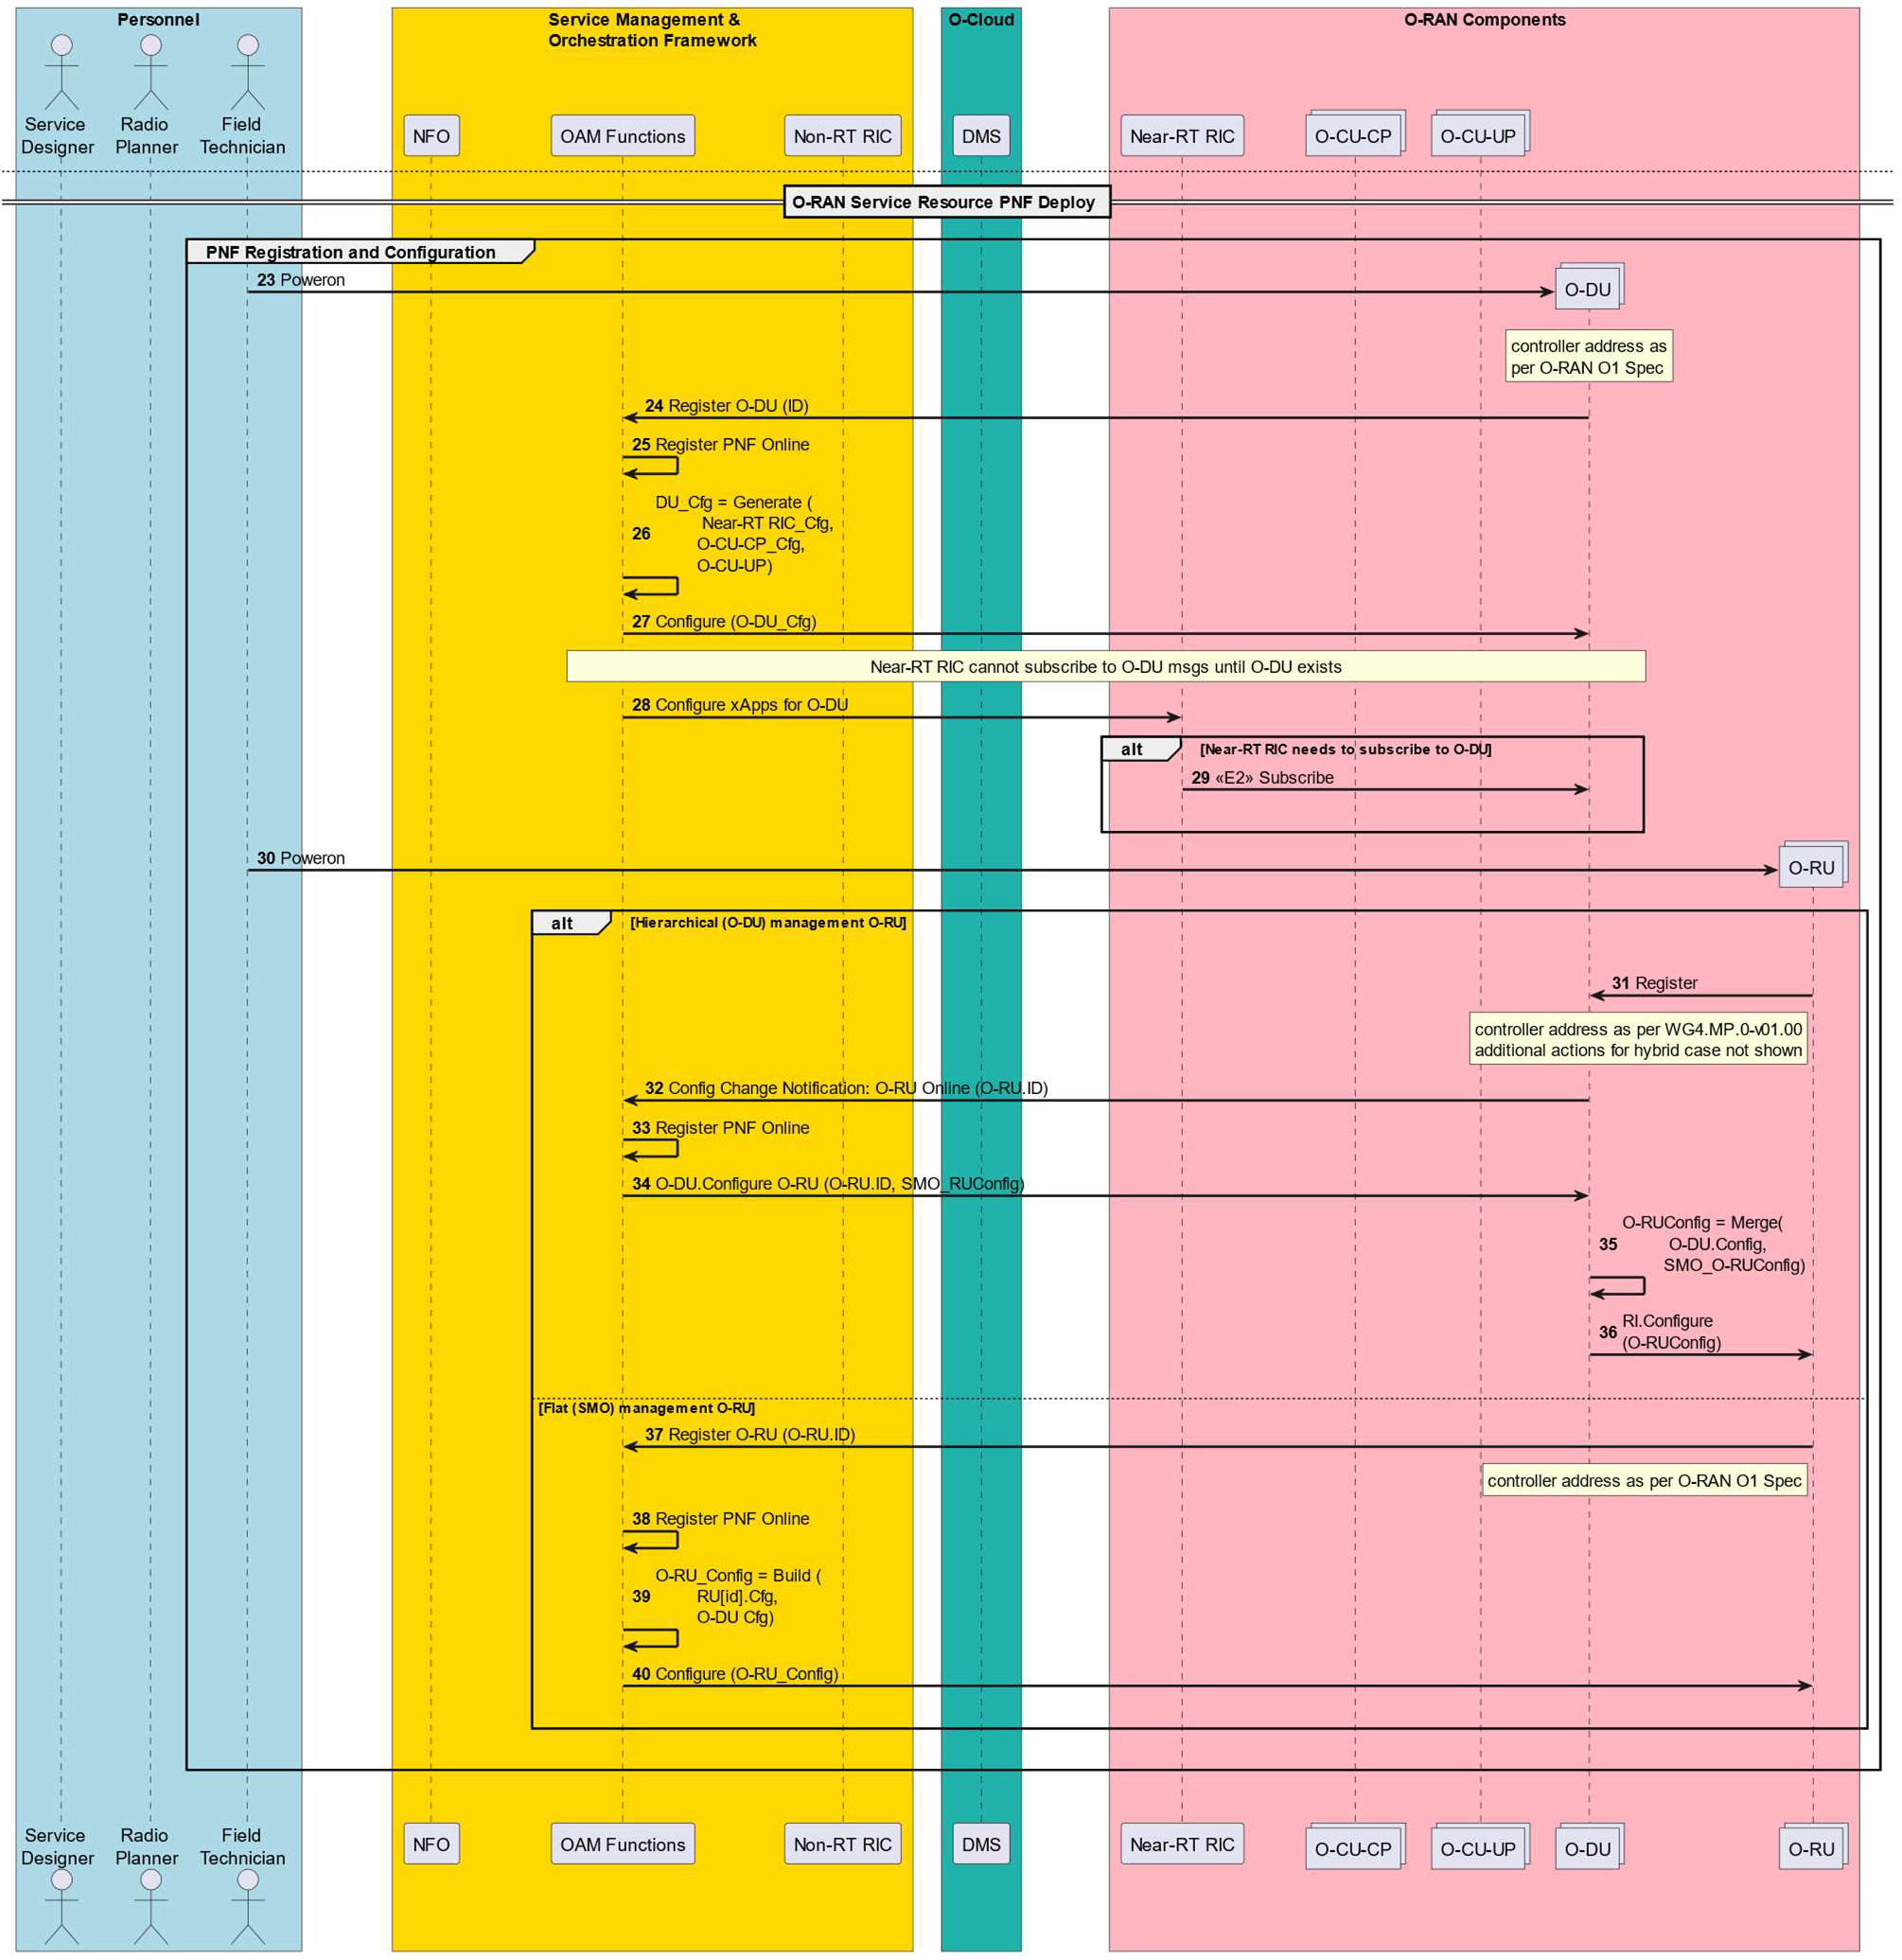 Personnel
Service Management &
Orchestration Framework
O-Cloud
O-RAN Components
Service
Designer
Radio
Planner
Field
Technician
NFO
OAM Functions
Non-RT RIC
DMS
Near-RT RIC
O-CU-CP
O-CU-UP
O-RAN Service Resource PNF Deploy
PNF Registration and Configuration
23 Poweron
O-DU
controller address as
per O-RAN O1 Spec
24 Register O-DU (ID)
25 Register PNF Online
26 DU_Cfg = Generate (
Near-RT RIC_Cfg,
O-CU-CP_Cfg,
O-CU-UP)
27 Configure (O-DU_Cfg)
Near-RT RIC cannot subscribe to O-DU msgs until O-DU exists
28 Configure xApps for O-DU
alt [Near-RT RIC needs to subscribe to O-DU]
29 «E2» Subscribe
30 Poweron
O-RU
alt [Hierarchical (O-DU) management O-RU]
31 Register
controller address as per WG4.MP.0-v01.00
additional actions for hybrid case not shown
32 Config Change Notification: O-RU Online (O-RU.ID)
33 Register PNF Online
34 O-DU.Configure O-RU (O-RU.ID, SMO_RUConfig)
35 O-RUConfig = Merge(
O-DU.Config,
SMO_O-RUConfig)
36 RI.Configure
(O-RUConfig)
[Flat (SMO) management O-RU]
37 Register O-RU (O-RU.ID)
controller address as per O-RAN O1 Spec
38 Register PNF Online
39 O-RU_Config = Build (
RU[id].Cfg,
O-DU Cfg)
40 Configure (O-RU_Config)
Service
Designer
Radio
Planner
Field
Technician
NFO
OAM Functions
Non-RT RIC
DMS
Near-RT RIC
O-CU-CP
O-CU-UP
O-DU
O-RU